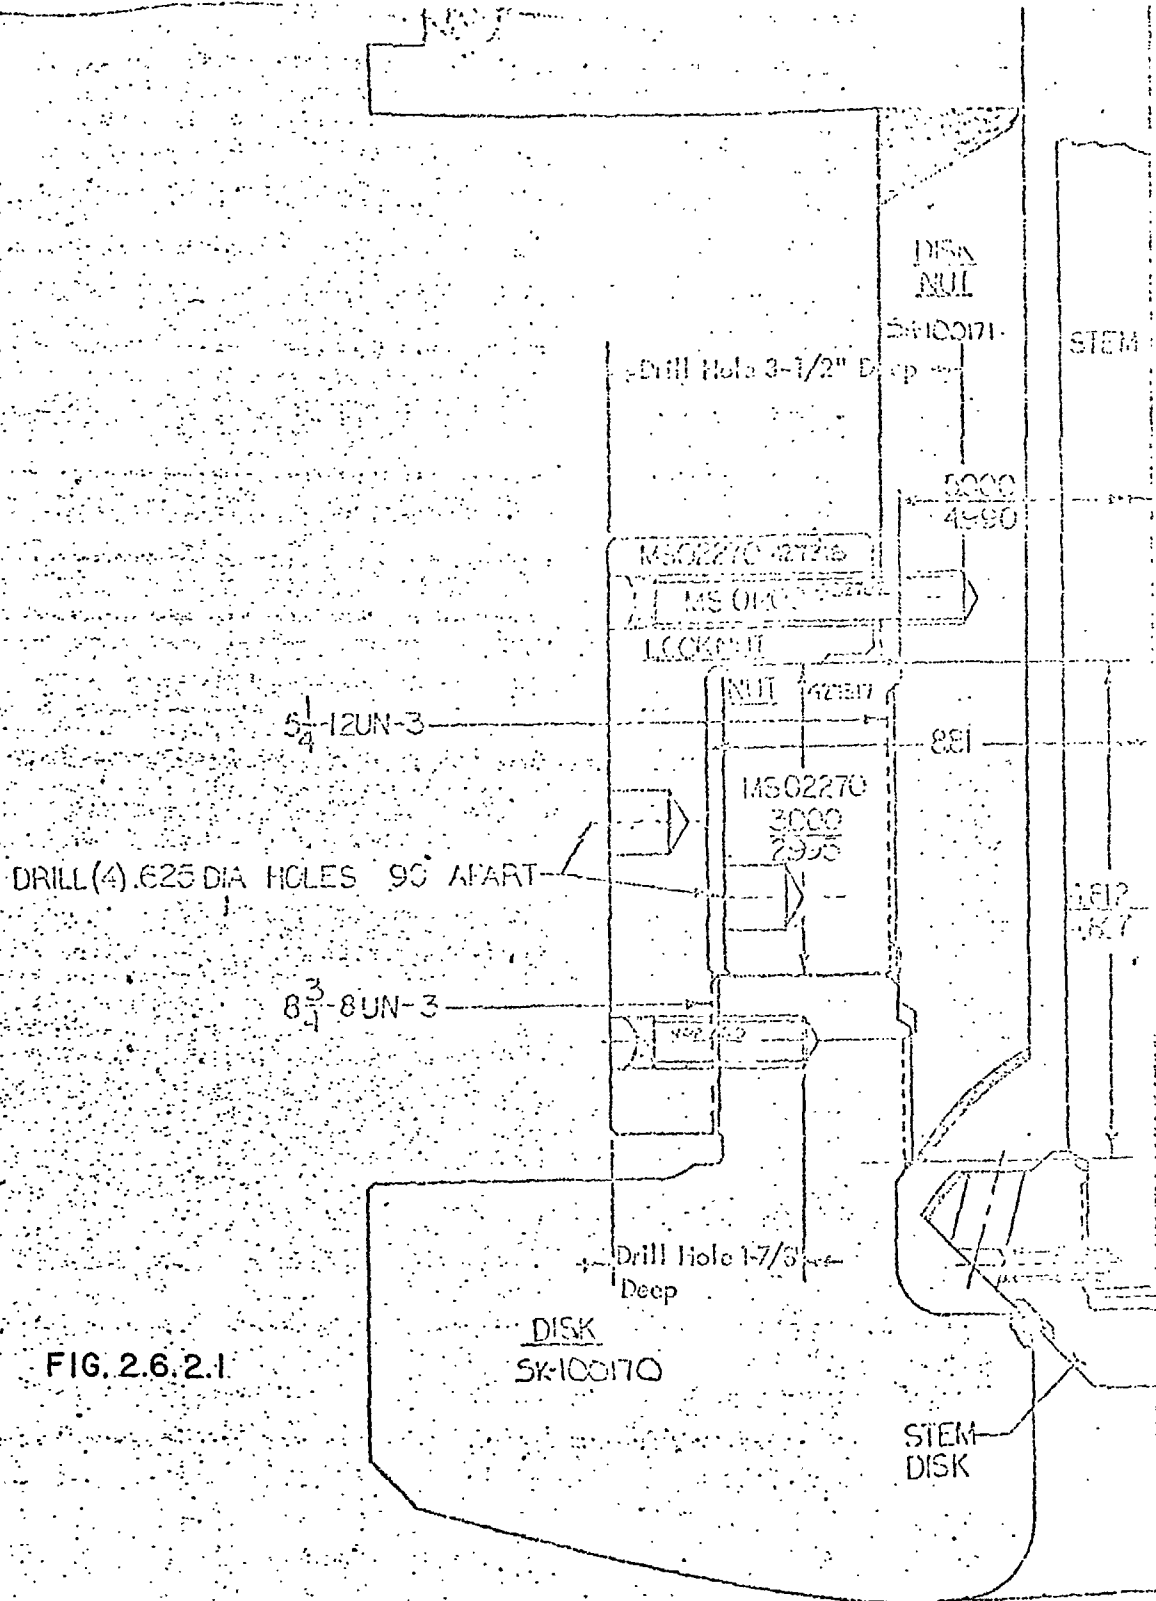 DISK
NUT
SK-100171
STEM
Drill Hole 3-1/2" Deep
5.000
4.990
MS02270
LOCKNUT
NUT
5 1/4-12UN-3
8.81
MS02270
3.000
2.995
DRILL (4) .625 DIA HOLES 90° APART
8 3/4-8UN-3
Drill Hole 1-7/8"
Deep
DISK
SK-100170
FIG. 2.6.2.1
STEM
DISK